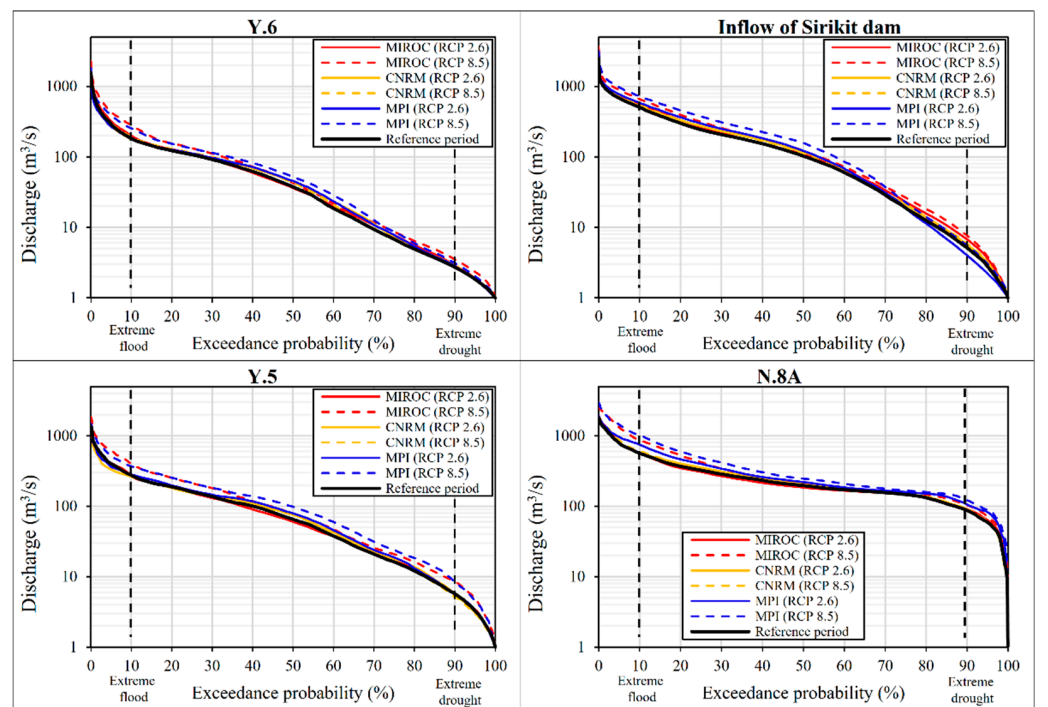 Y.6
MIROC (RCP 2.6)
MIROC (RCP 8.5)
CNRM (RCP 2.6)
CNRM (RCP 8.5)
MPI (RCP 2.6)
MPI (RCP 8.5)
Reference period
Discharge (m³/s)
1000
100
10
1
0 10 20 30 40 50 60 70 80 90 100
Extreme
flood
Exceedance probability (%)
Extreme
drought
Inflow of Sirikit dam
MIROC (RCP 2.6)
MIROC (RCP 8.5)
CNRM (RCP 2.6)
CNRM (RCP 8.5)
MPI (RCP 2.6)
MPI (RCP 8.5)
Reference period
Discharge (m³/s)
1000
100
10
1
0 10 20 30 40 50 60 70 80 90 100
Extreme
flood
Exceedance probability (%)
Extreme
drought
Y.5
MIROC (RCP 2.6)
MIROC (RCP 8.5)
CNRM (RCP 2.6)
CNRM (RCP 8.5)
MPI (RCP 2.6)
MPI (RCP 8.5)
Reference period
Discharge (m³/s)
1000
100
10
1
0 10 20 30 40 50 60 70 80 90 100
Extreme
flood
Exceedance probability (%)
Extreme
drought
N.8A
MIROC (RCP 2.6)
MIROC (RCP 8.5)
CNRM (RCP 2.6)
CNRM (RCP 8.5)
MPI (RCP 2.6)
MPI (RCP 8.5)
Reference period
Discharge (m³/s)
1000
100
10
1
0 10 20 30 40 50 60 70 80 90 100
Extreme
flood
Exceedance probability (%)
Extreme
drought